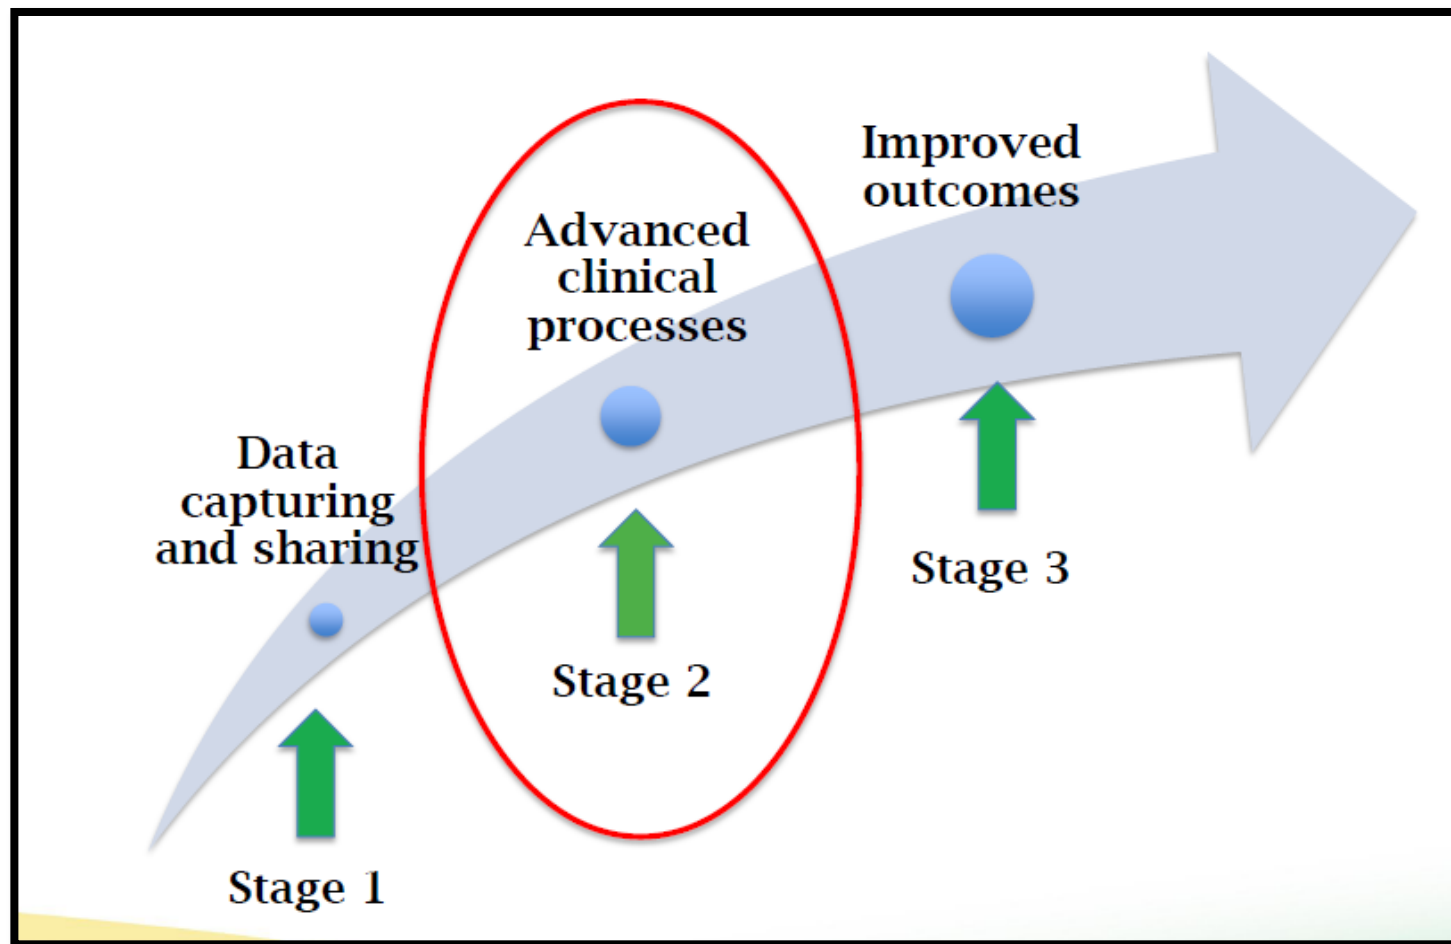 Data
capturing
and sharing
Stage 1
Advanced
clinical
processes
Stage 2
Improved
outcomes
Stage 3